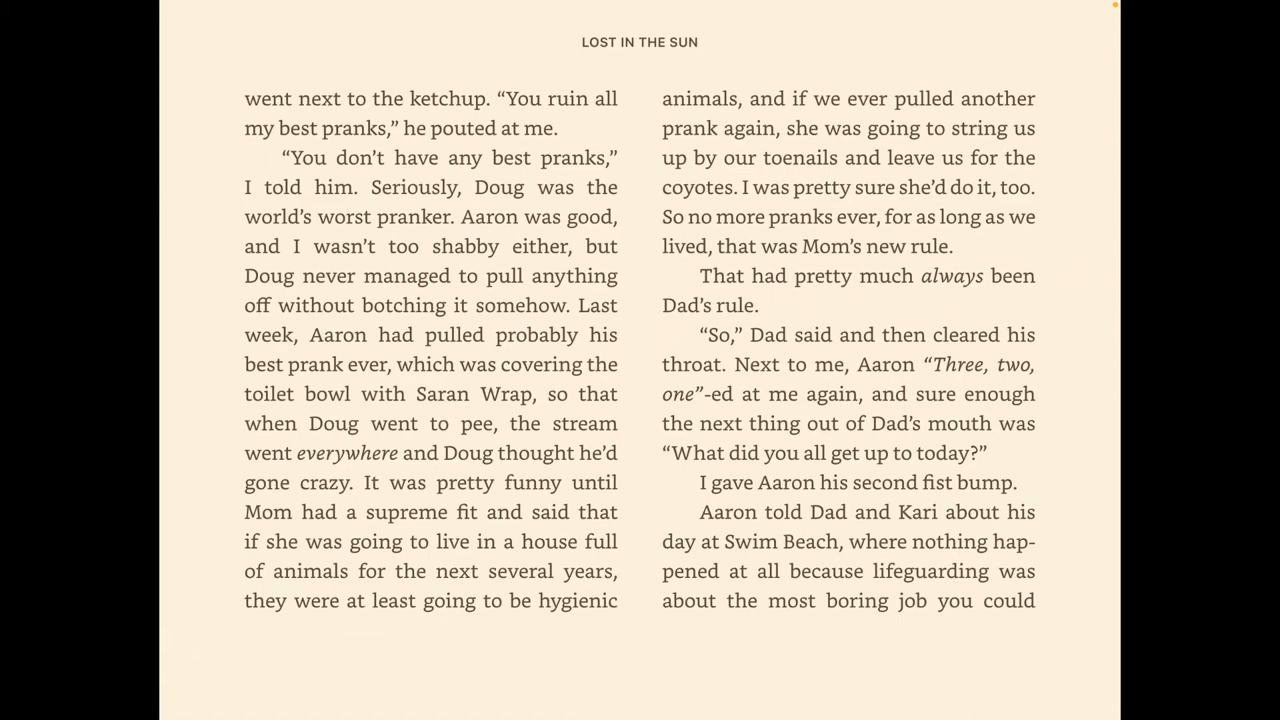 LOST IN THE SUN
went next to the ketchup. “You ruin all
my best pranks,” he pouted at me.
“You don’t have any best pranks,”
I told him. Seriously, Doug was the
world’s worst pranker. Aaron was good,
and I wasn’t too shabby either, but
Doug never managed to pull anything
off without botching it somehow. Last
week, Aaron had pulled probably his
best prank ever, which was covering the
toilet bowl with Saran Wrap, so that
when Doug went to pee, the stream
went everywhere and Doug thought he’d
gone crazy. It was pretty funny until
Mom had a supreme fit and said that
if she was going to live in a house full
of animals for the next several years,
they were at least going to be hygienic
animals, and if we ever pulled another
prank again, she was going to string us
up by our toenails and leave us for the
coyotes. I was pretty sure she’d do it, too.
So no more pranks ever, for as long as we
lived, that was Mom’s new rule.
That had pretty much always been
Dad’s rule.
“So,” Dad said and then cleared his
throat. Next to me, Aaron “Three, two,
one”-ed at me again, and sure enough
the next thing out of Dad’s mouth was
“What did you all get up to today?”
I gave Aaron his second fist bump.
Aaron told Dad and Kari about his
day at Swim Beach, where nothing hap-
pened at all because lifeguarding was
about the most boring job you could